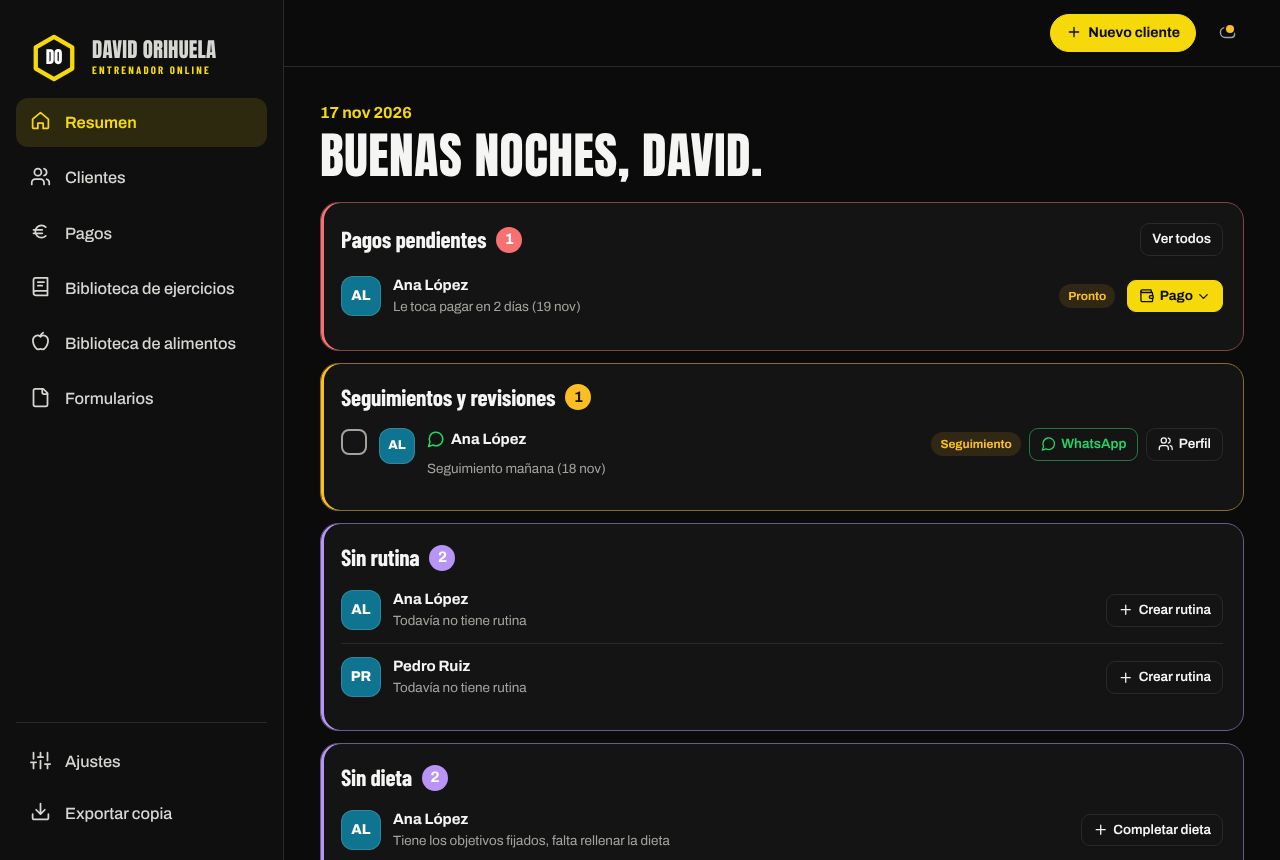 DO
DAVID ORIHUELA
ENTRENADOR ONLINE
Resumen
Clientes
Pagos
Biblioteca de ejercicios
Biblioteca de alimentos
Formularios
Ajustes
Exportar copia
Nuevo cliente
17 nov 2026
BUENAS NOCHES, DAVID.
Pagos pendientes 1
Ver todos
AL
Ana López
Le toca pagar en 2 días (19 nov)
Pronto
Pago
Seguimientos y revisiones 1
AL
Ana López
Seguimiento mañana (18 nov)
Seguimiento
WhatsApp
Perfil
Sin rutina 2
AL
Ana López
Todavía no tiene rutina
Crear rutina
PR
Pedro Ruiz
Todavía no tiene rutina
Crear rutina
Sin dieta 2
AL
Ana López
Tiene los objetivos fijados, falta rellenar la dieta
Completar dieta